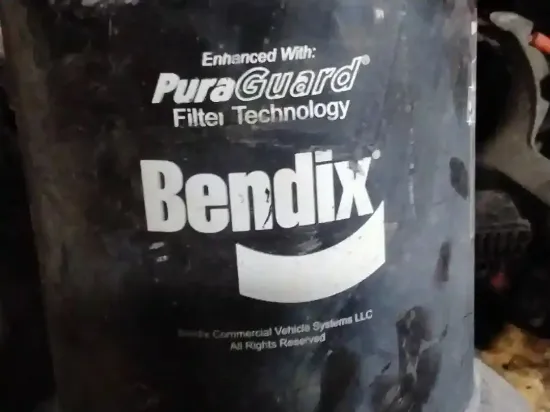 Enhanced With:
PuraGuard®
Filter Technology
Bendix®
Bendix Commercial Vehicle Systems LLC
All Rights Reserved